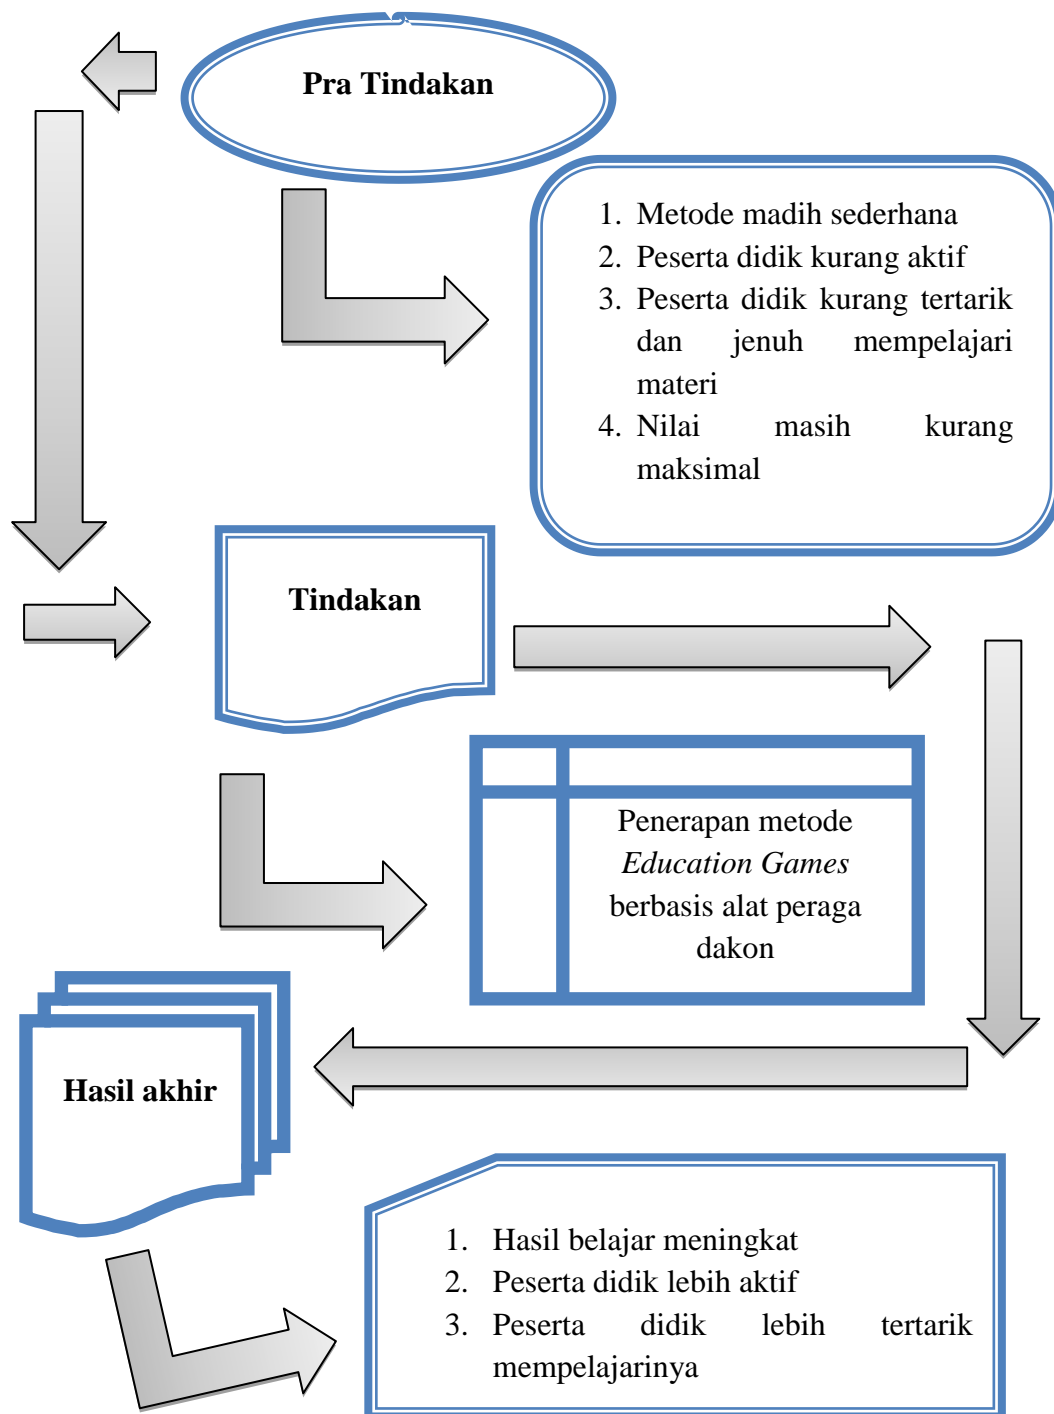 Pra Tindakan
1. Metode madih sederhana
2. Peserta didik kurang aktif
3. Peserta didik kurang tertarik
dan jenuh mempelajari
materi
4. Nilai masih kurang
maksimal
Tindakan
Penerapan metode
Education Games
berbasis alat peraga
dakon
Hasil akhir
1. Hasil belajar meningkat
2. Peserta didik lebih aktif
3. Peserta didik lebih tertarik
mempelajarinya